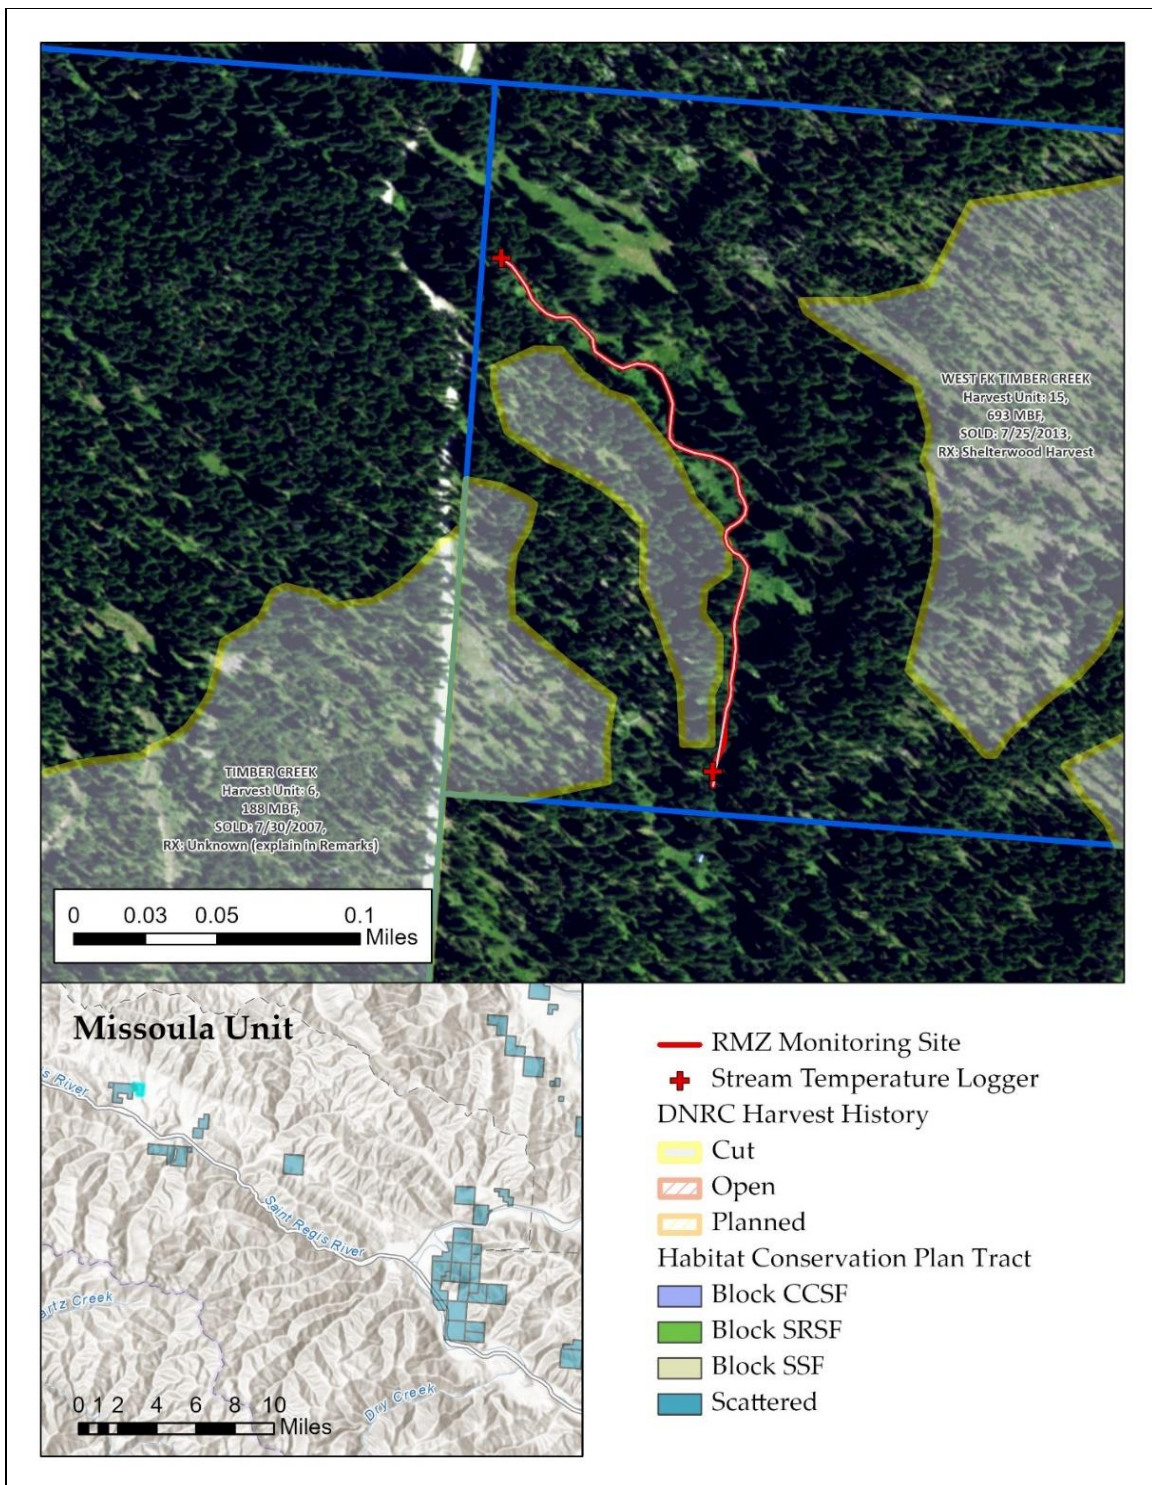 WEST FK TIMBER CREEK
Harvest Unit: 15,
693 MBF,
SOLD: 7/25/2013,
RX: Shelterwood Harvest
TIMBER CREEK
Harvest Unit: 6,
188 MBF,
SOLD: 7/30/2007,
RX: Unknown (explain in Remarks)
0 0.03 0.05 0.1
Miles
Missoula Unit
is River
Saint Regis River
artz Creek
Dry Creek
0 1 2 4 6 8 10
Miles
RMZ Monitoring Site
Stream Temperature Logger
DNRC Harvest History
Cut
Open
Planned
Habitat Conservation Plan Tract
Block CCSF
Block SRSF
Block SSF
Scattered